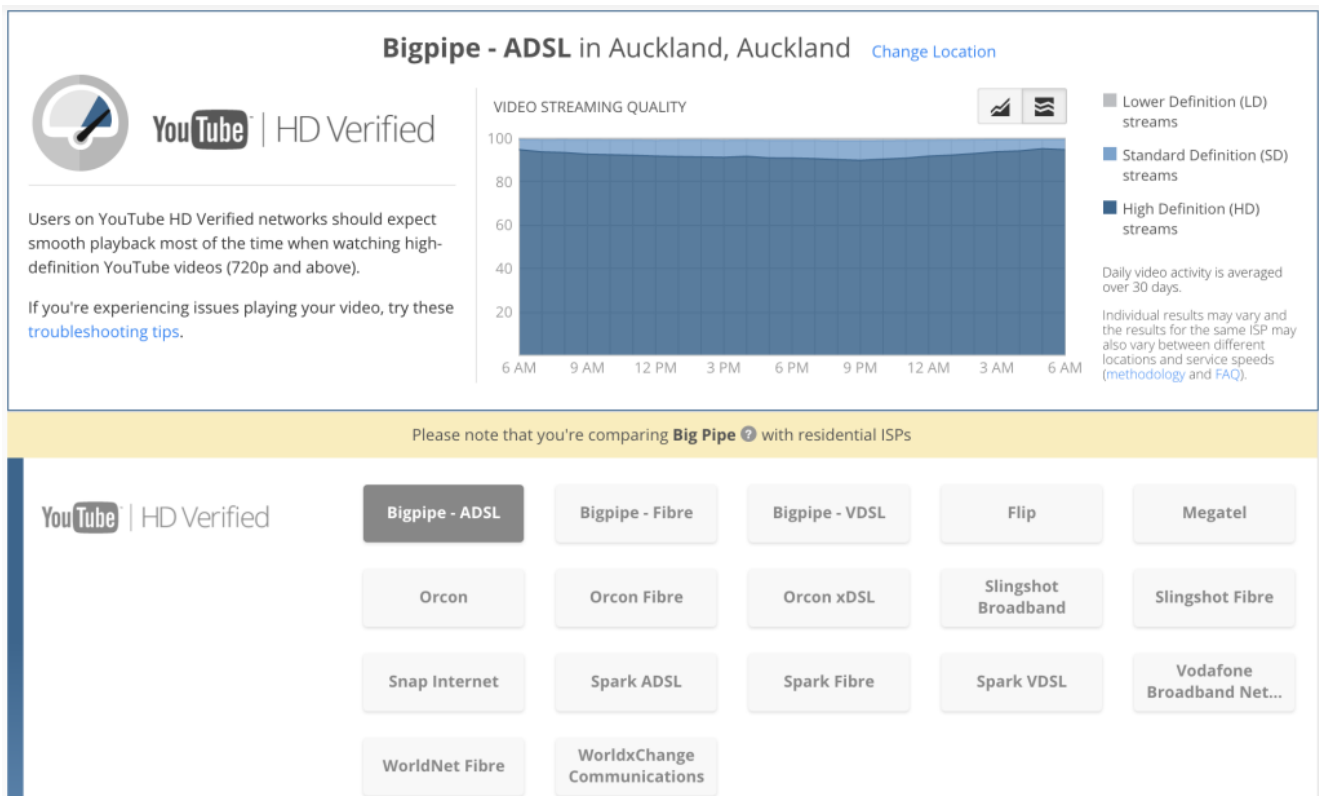 Bigpipe - ADSL in Auckland, Auckland Change Location
YouTube | HD Verified
Users on YouTube HD Verified networks should expect
smooth playback most of the time when watching high-
definition YouTube videos (720p and above).
If you're experiencing issues playing your video, try these
troubleshooting tips.
VIDEO STREAMING QUALITY
100
80
60
40
20
6 AM 9 AM 12 PM 3 PM 6 PM 9 PM 12 AM 3 AM 6 AM
Lower Definition (LD)
streams
Standard Definition (SD)
streams
High Definition (HD)
streams
Daily video activity is averaged
over 30 days.
Individual results may vary and
the results for the same ISP may
also vary between different
locations and service speeds
(methodology and FAQ).
Please note that you're comparing Big Pipe ? with residential ISPs
YouTube | HD Verified
Bigpipe - ADSL Bigpipe - Fibre Bigpipe - VDSL Flip Megatel
Orcon Orcon Fibre Orcon xDSL Slingshot
Broadband Slingshot Fibre
Snap Internet Spark ADSL Spark Fibre Spark VDSL Vodafone
Broadband Net...
WorldNet Fibre WorldxChange
Communications